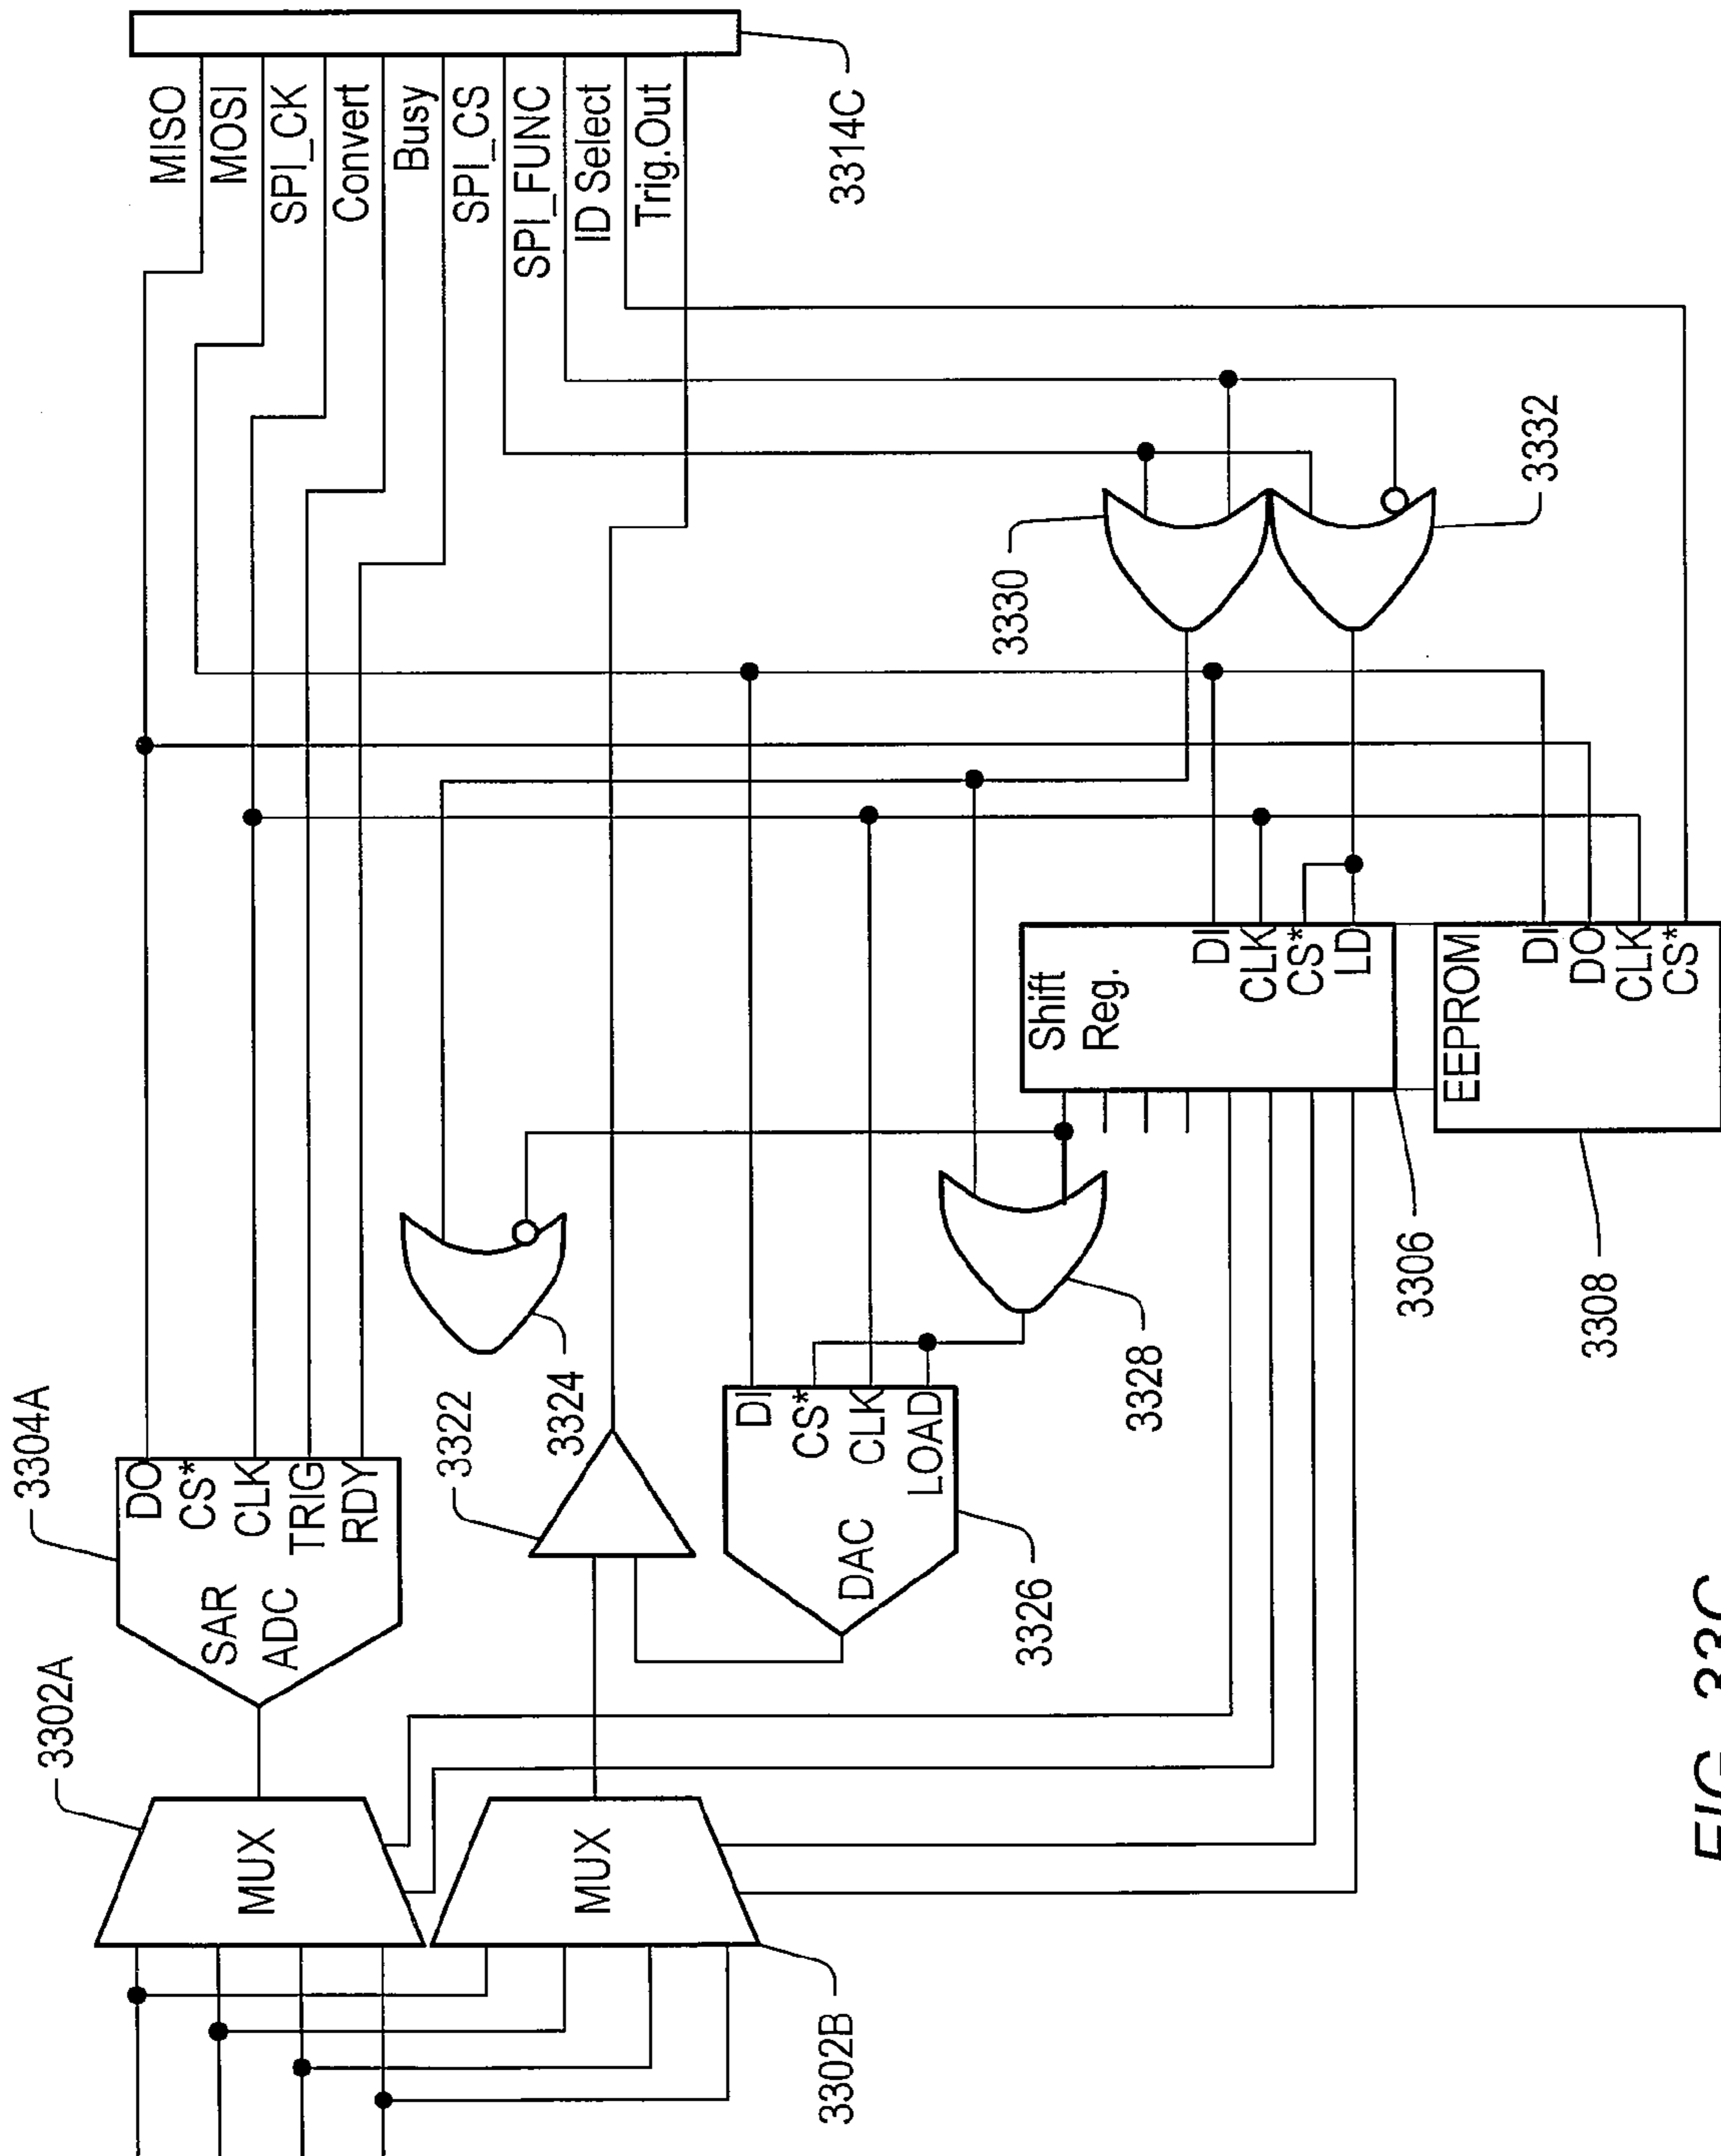 MISO
MOSI
SPI_CK
Convert
Busy
SPI_CS
SPI_FUNC
ID Select
Trig.Out
3314C
3304A
DO
CS*
CLK
TRIG
RDY
SAR
ADC
3302A
MUX
MUX
3302B
3322
3324
DI
CS*
CLK
LOAD
DAC
3326
3328
3330
3332
Shift
Reg.
DI
CLK
CS*
LD
3306
EEPROM
DI
DO
CLK
CS*
3308
FIG. 33C